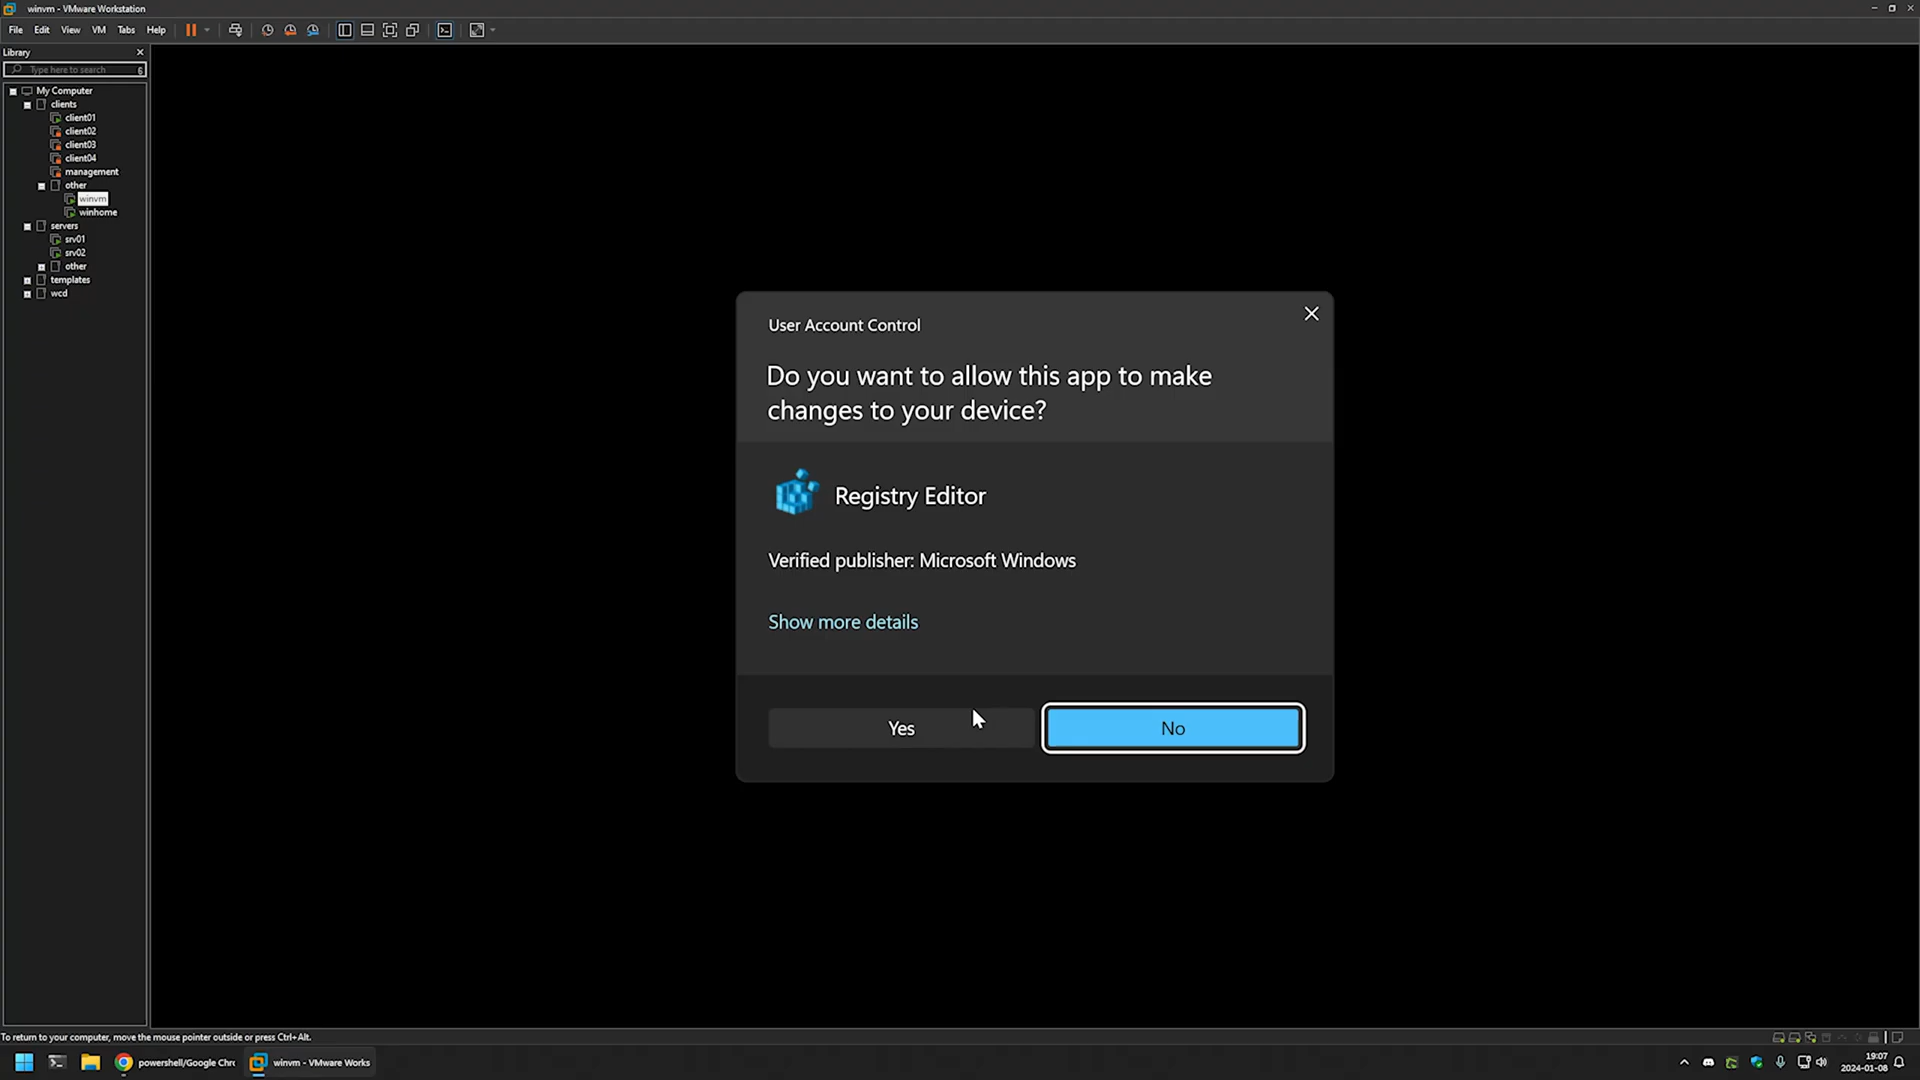 winvm - VMware Workstation
File Edit View VM Tabs Help
Library
Type here to search
My Computer
clients
client01
client02
client03
client04
management
other
winvm
winhome
servers
srv01
srv02
other
templates
wcd
User Account Control
Do you want to allow this app to make
changes to your device?
Registry Editor
Verified publisher: Microsoft Windows
Show more details
Yes
No
To return to your computer, move the mouse pointer outside or press Ctrl+Alt.
powershell/Google Chro
winvm - VMware Works
19:07
2024-01-08